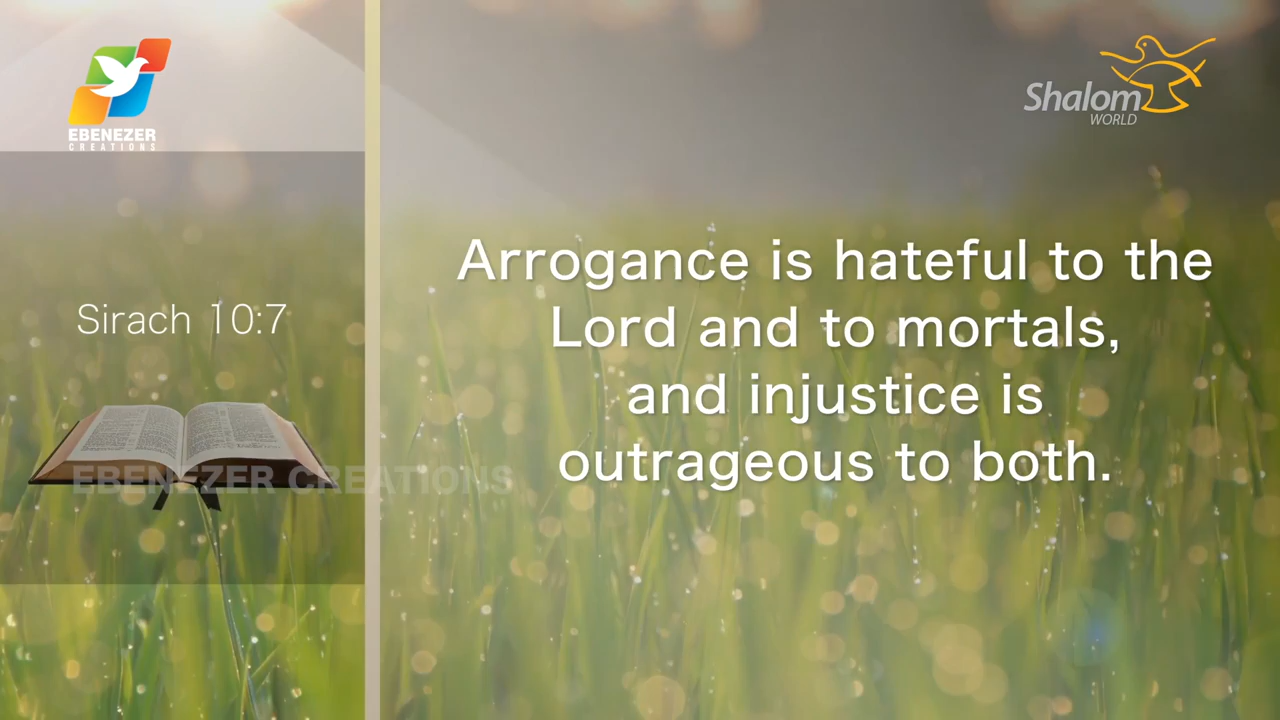 EBENEZER
CREATIONS
Shalom
WORLD
Sirach 10:7
Arrogance is hateful to the
Lord and to mortals,
and injustice is
outrageous to both.
EBENEZER CREATIONS